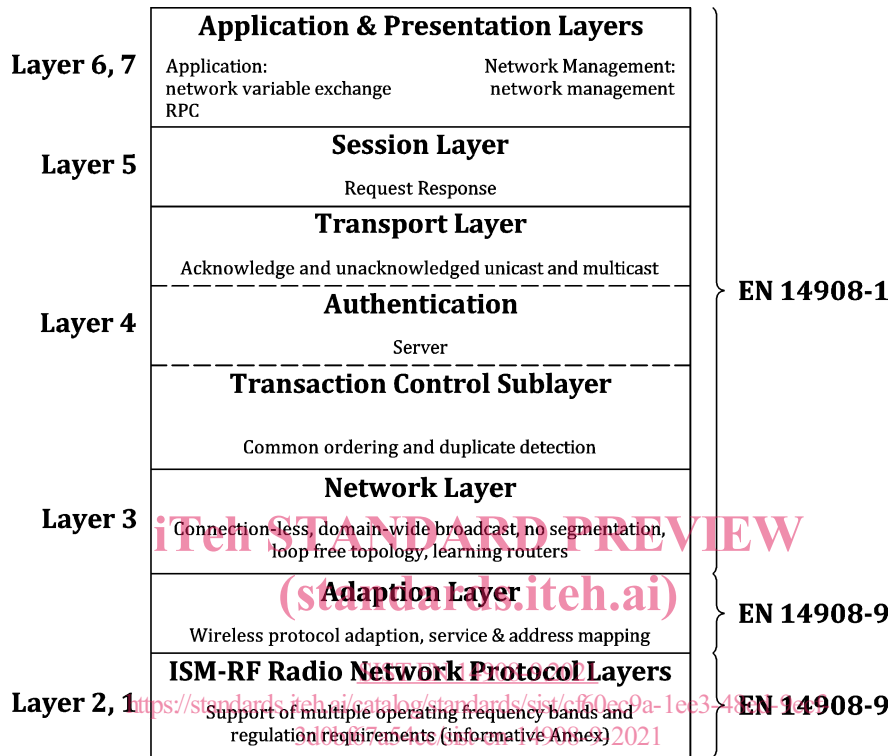 Application & Presentation Layers
Layer 6, 7
Application:
network variable exchange
RPC
Network Management:
network management
Session Layer
Layer 5
Request Response
Transport Layer
Acknowledge and unacknowledged unicast and multicast
EN 14908-1
Authentication
Layer 4
Server
Transaction Control Sublayer
Common ordering and duplicate detection
Network Layer
Layer 3
iTeh STANDARD PREVIEW
Connection-less, domain-wide broadcast, no segmentation,
loop free topology, learning routers
Adaption Layer
(standards.iteh.ai)
EN 14908-9
Wireless protocol adaption, service & address mapping
ISM-RF Radio Network Protocol Layers
SIST EN 14908-9:2021
Layer 2, 1
Support of multiple operating frequency bands and
EN 14908-9
regulation requirements (informative Annex)